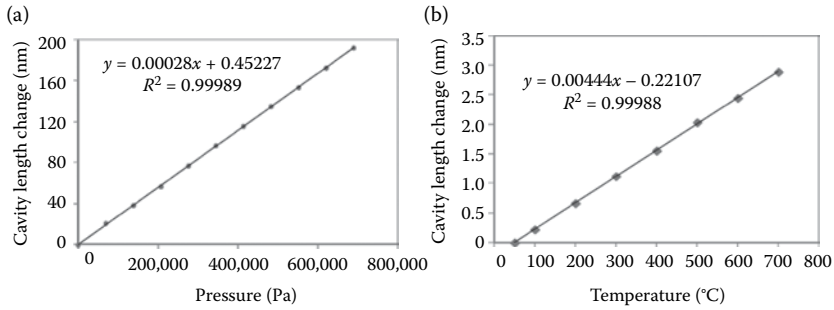 (a)
200
160
120
80
40
0
0 200,000 400,000 600,000 800,000
Cavity length change (nm)
y = 0.00028x + 0.45227
R² = 0.99989
Pressure (Pa)
(b)
3.5
3.0
2.5
2.0
1.5
1.0
0.5
0
0 100 200 300 400 500 600 700 800
Cavity length change (nm)
y = 0.00444x – 0.22107
R² = 0.99988
Temperature (°C)